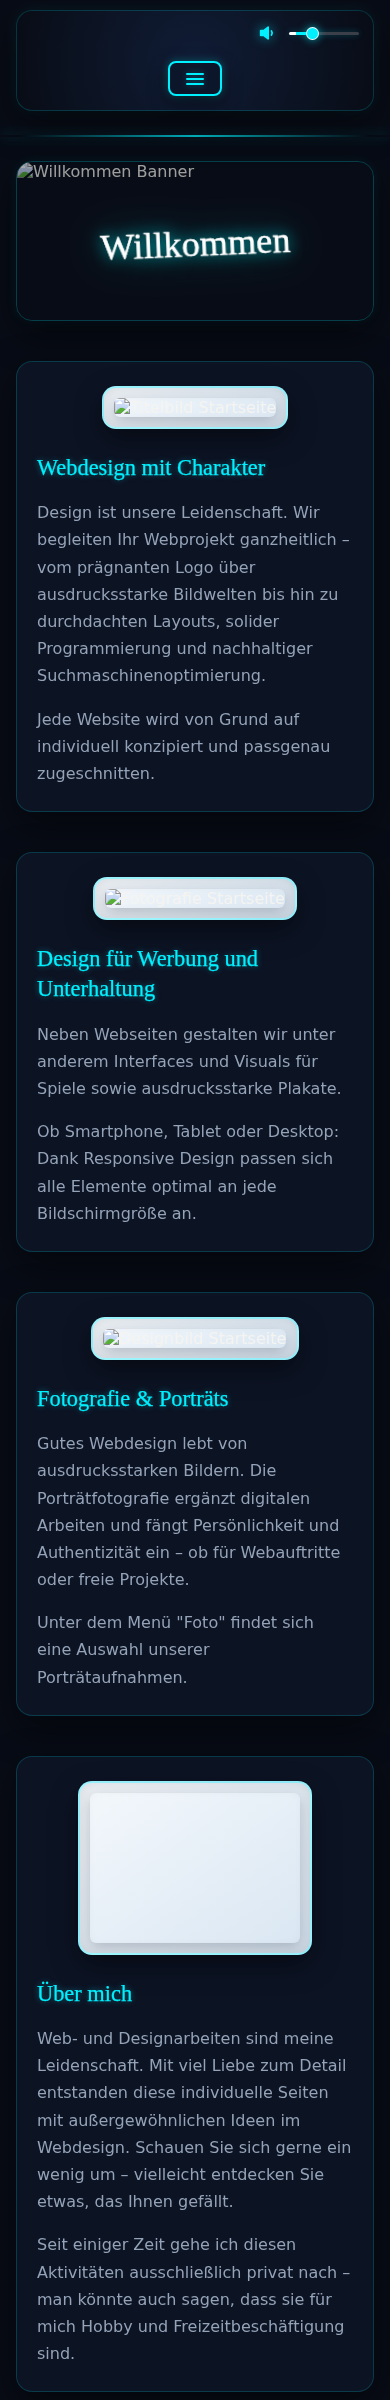 Willkommen Banner
Willkommen
Startseite
Webdesign mit Charakter
Design ist unsere Leidenschaft. Wir
begleiten Ihr Webprojekt ganzheitlich –
vom prägnanten Logo über
ausdrucksstarke Bildwelten bis hin zu
durchdachten Layouts, solider
Programmierung und nachhaltiger
Suchmaschinenoptimierung.
Jede Website wird von Grund auf
individuell konzipiert und passgenau
zugeschnitten.
Startseite
Design für Werbung und
Unterhaltung
Neben Webseiten gestalten wir unter
anderem Interfaces und Visuals für
Spiele sowie ausdrucksstarke Plakate.
Ob Smartphone, Tablet oder Desktop:
Dank Responsive Design passen sich
alle Elemente optimal an jede
Bildschirmgröße an.
Startseite
Fotografie & Porträts
Gutes Webdesign lebt von
ausdrucksstarken Bildern. Die
Porträtfotografie ergänzt digitalen
Arbeiten und fängt Persönlichkeit und
Authentizität ein – ob für Webauftritte
oder freie Projekte.
Unter dem Menü "Foto" findet sich
eine Auswahl unserer
Porträtaufnahmen.
Über mich
Web- und Designarbeiten sind meine
Leidenschaft. Mit viel Liebe zum Detail
entstanden diese individuelle Seiten
mit außergewöhnlichen Ideen im
Webdesign. Schauen Sie sich gerne ein
wenig um – vielleicht entdecken Sie
etwas, das Ihnen gefällt.
Seit einiger Zeit gehe ich diesen
Aktivitäten ausschließlich privat nach –
man könnte auch sagen, dass sie für
mich Hobby und Freizeitbeschäftigung
sind.